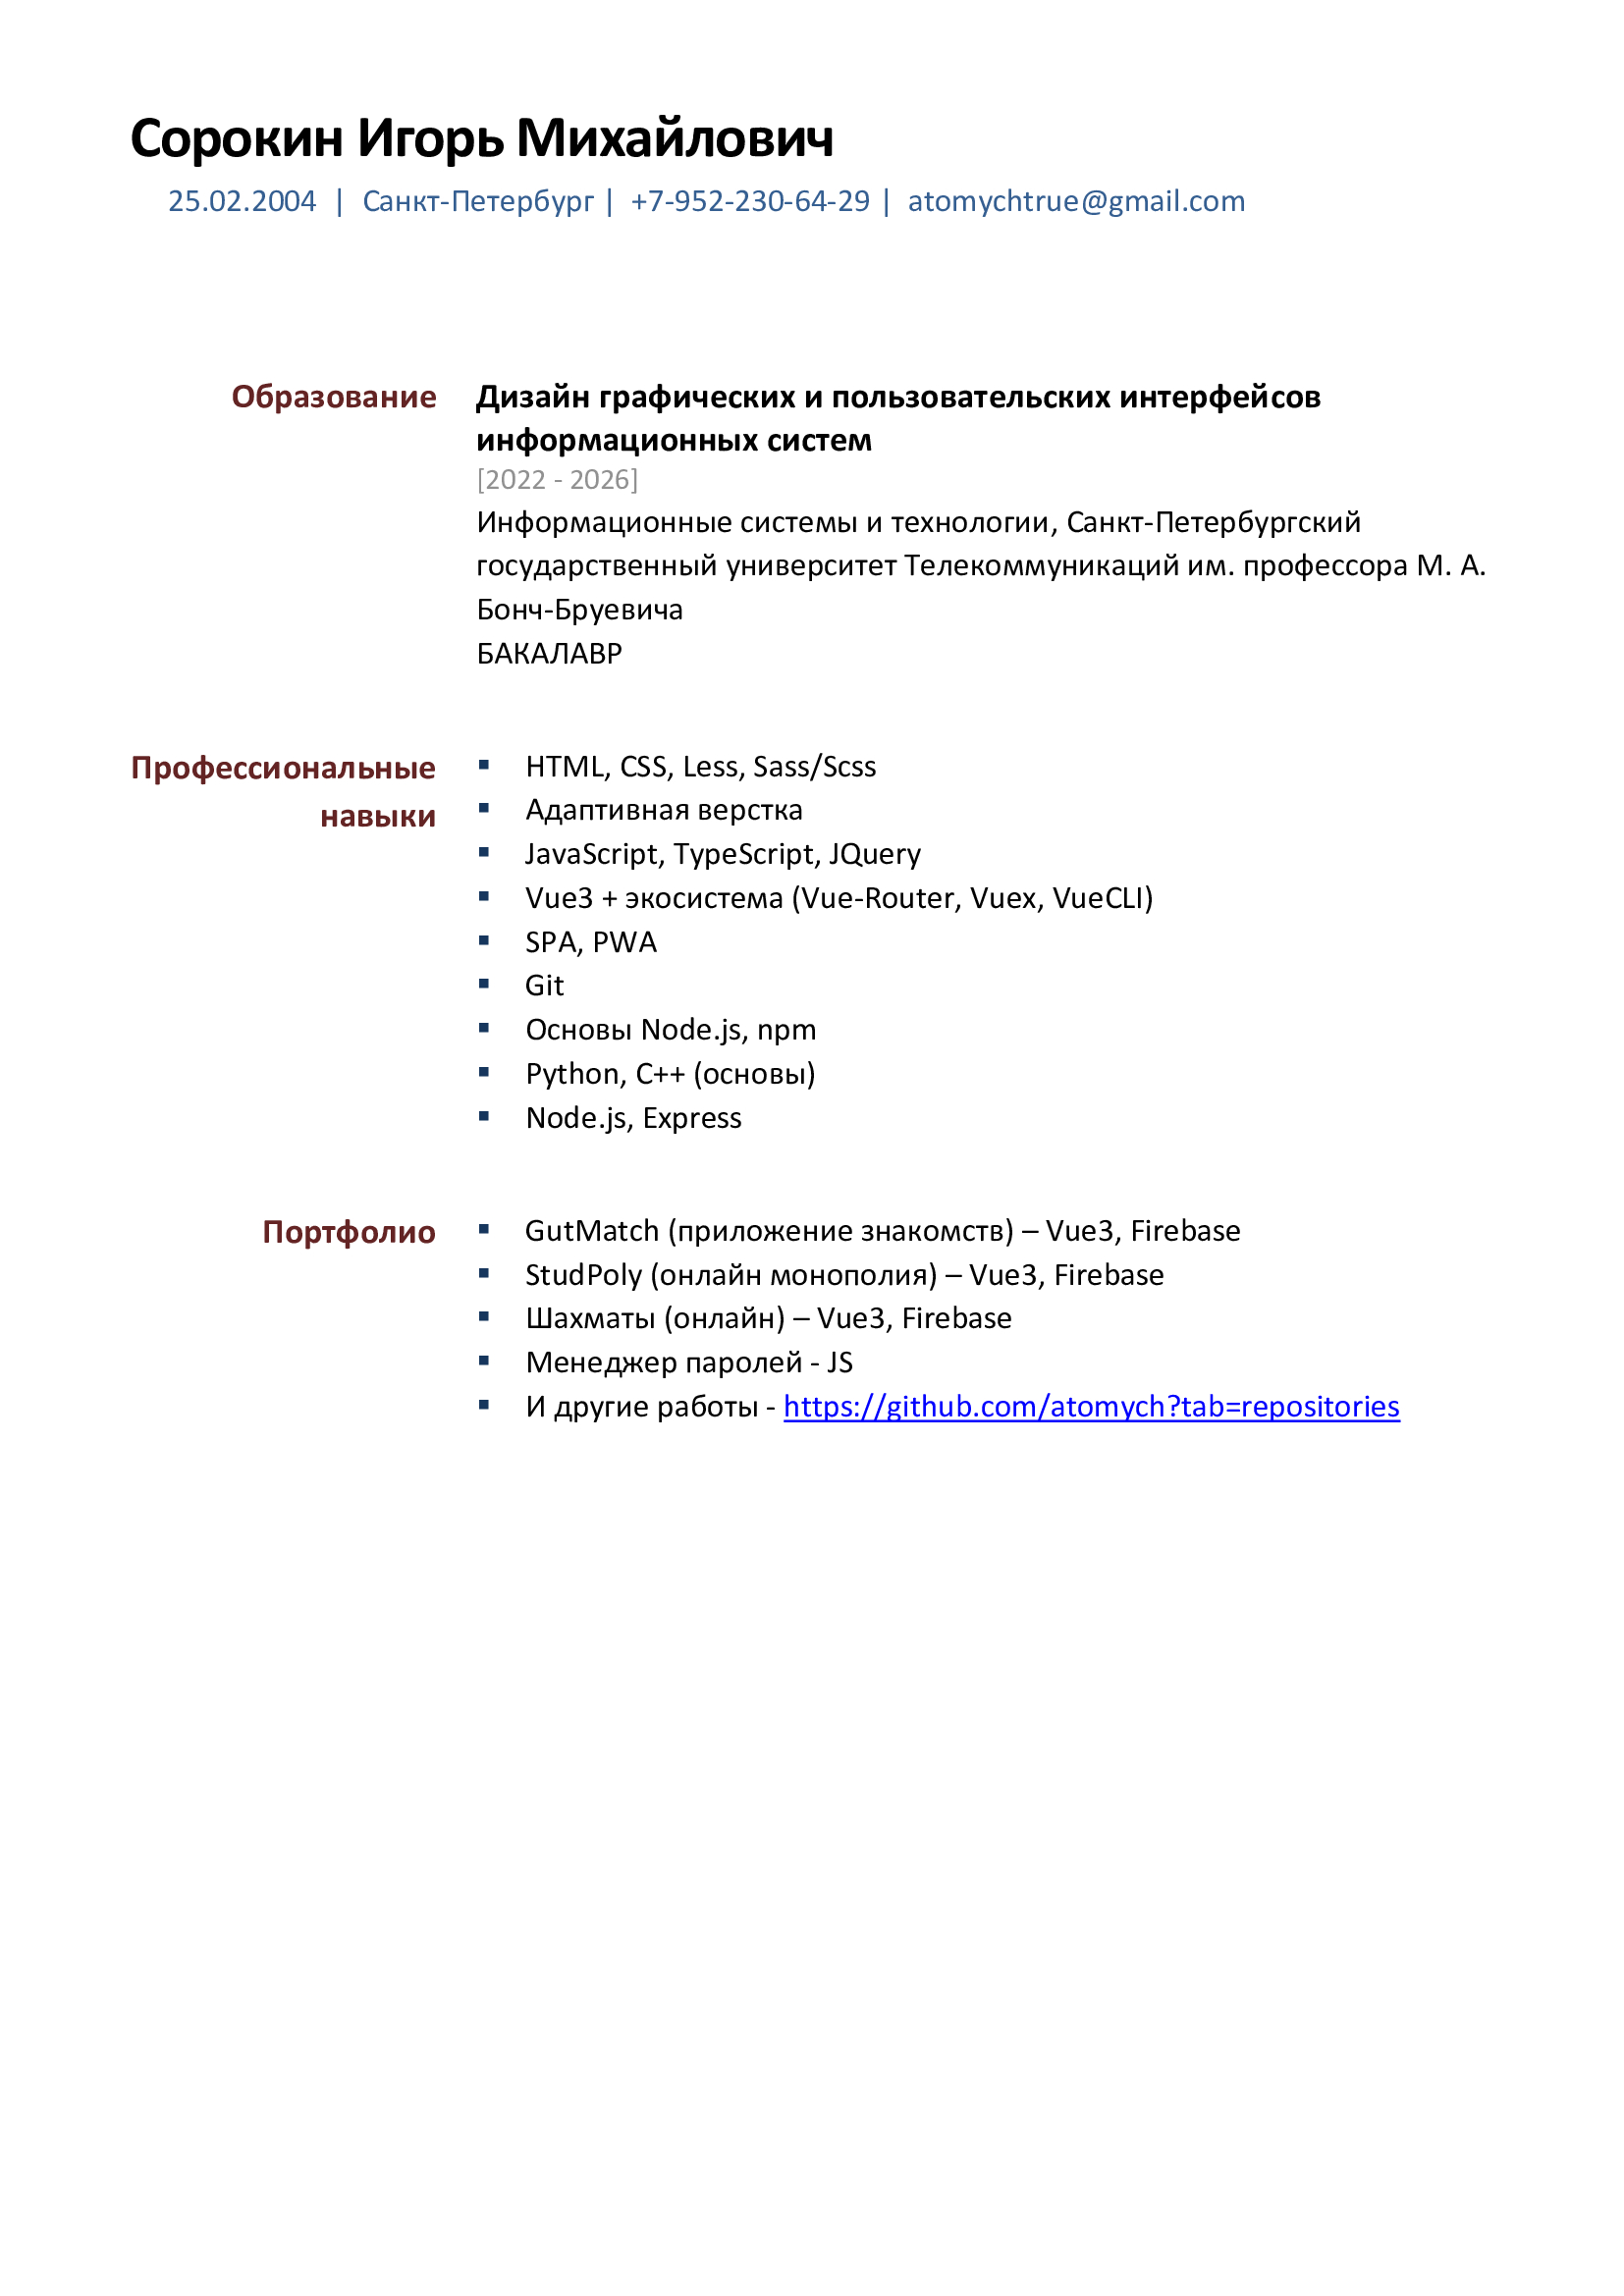 Сорокин Игорь Михайлович
25.02.2004 | Санкт-Петербург | +7-952-230-64-29 | atomychtrue@gmail.com
Образование
Дизайн графических и пользовательских интерфейсов
информационных систем
[2022 - 2026]
Информационные системы и технологии, Санкт-Петербургский
государственный университет Телекоммуникаций им. профессора М. А.
Бонч-Бруевича
БАКАЛАВР
Профессиональные
навыки
▪ HTML, CSS, Less, Sass/Scss
▪ Адаптивная верстка
▪ JavaScript, TypeScript, JQuery
▪ Vue3 + экосистема (Vue-Router, Vuex, VueCLI)
▪ SPA, PWA
▪ Git
▪ Основы Node.js, npm
▪ Python, C++ (основы)
▪ Node.js, Express
Портфолио
▪ GutMatch (приложение знакомств) – Vue3, Firebase
▪ StudPoly (онлайн монополия) – Vue3, Firebase
▪ Шахматы (онлайн) – Vue3, Firebase
▪ Менеджер паролей - JS
▪ И другие работы - https://github.com/atomych?tab=repositories